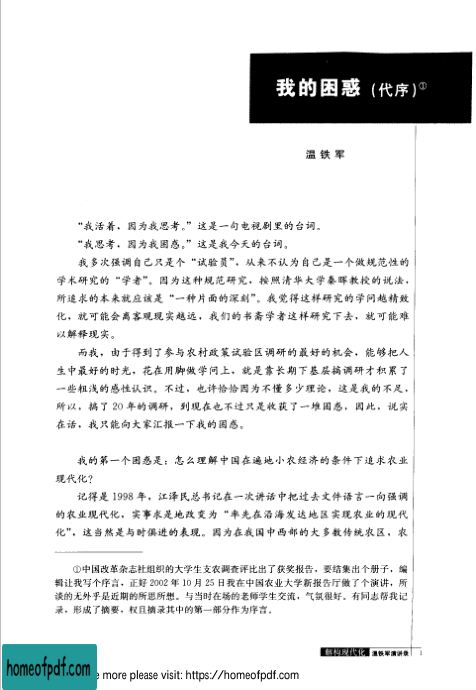 我的困惑（代序）①
温铁军
“我活着，因为我思考。”这是一句电视剧里的台词。
“我思考，因为我困惑。”这是我今天的台词。
我多次强调自己只是个“试验员”，从来不认为自己是一个做规范性的
学术研究的“学者”。因为这种规范研究，按照清华大学秦晖教授的说法，
所追求的本来就应该是“一种片面的深刻”。我觉得这样研究的学问越精致
化，就可能会离客观现实越远，我们的书斋学者这样研究下去，就可能难
以解释现实。
而我，由于得到了参与农村政策试验区调研的最好的机会，能够把人
生中最好的时光，花在用脚做学问上，就是靠长期下基层搞调研才积累了
一些粗浅的感性认识。不过，也许恰恰因为不懂多少理论，这是我的不足，
所以，搞了20年的调研，到现在也不过只是收获了一堆困惑，因此，说实
在话，我只能向大家汇报一下我的困惑。
我的第一个困惑是：怎么理解中国在遍地小农经济的条件下追求农业
现代化？
记得是1998年，江泽民总书记在一次讲话中把过去文件语言一向强调
的农业现代化，实事求是地改变为“率先在沿海发达地区实现农业的现代
化”，这当然是与时俱进的表现。因为在我国中西部的大多数传统农区，农
①中国改革杂志社组织的大学生支农调查评比出了获奖报告，要结集出个册子，编
辑让我写个序言，正好2002年10月25日我在中国农业大学新报告厅做了个演讲，所
谈的无外乎是近期的所思所想。与当时在场的老师学生交流，气氛很好。有同志帮我记
录，形成了摘要，权且摘录其中的第一部分作为序言。
解构现代化 温铁军演讲录 1
homeofpdf.com
e more please visit: https://homeofpdf.com